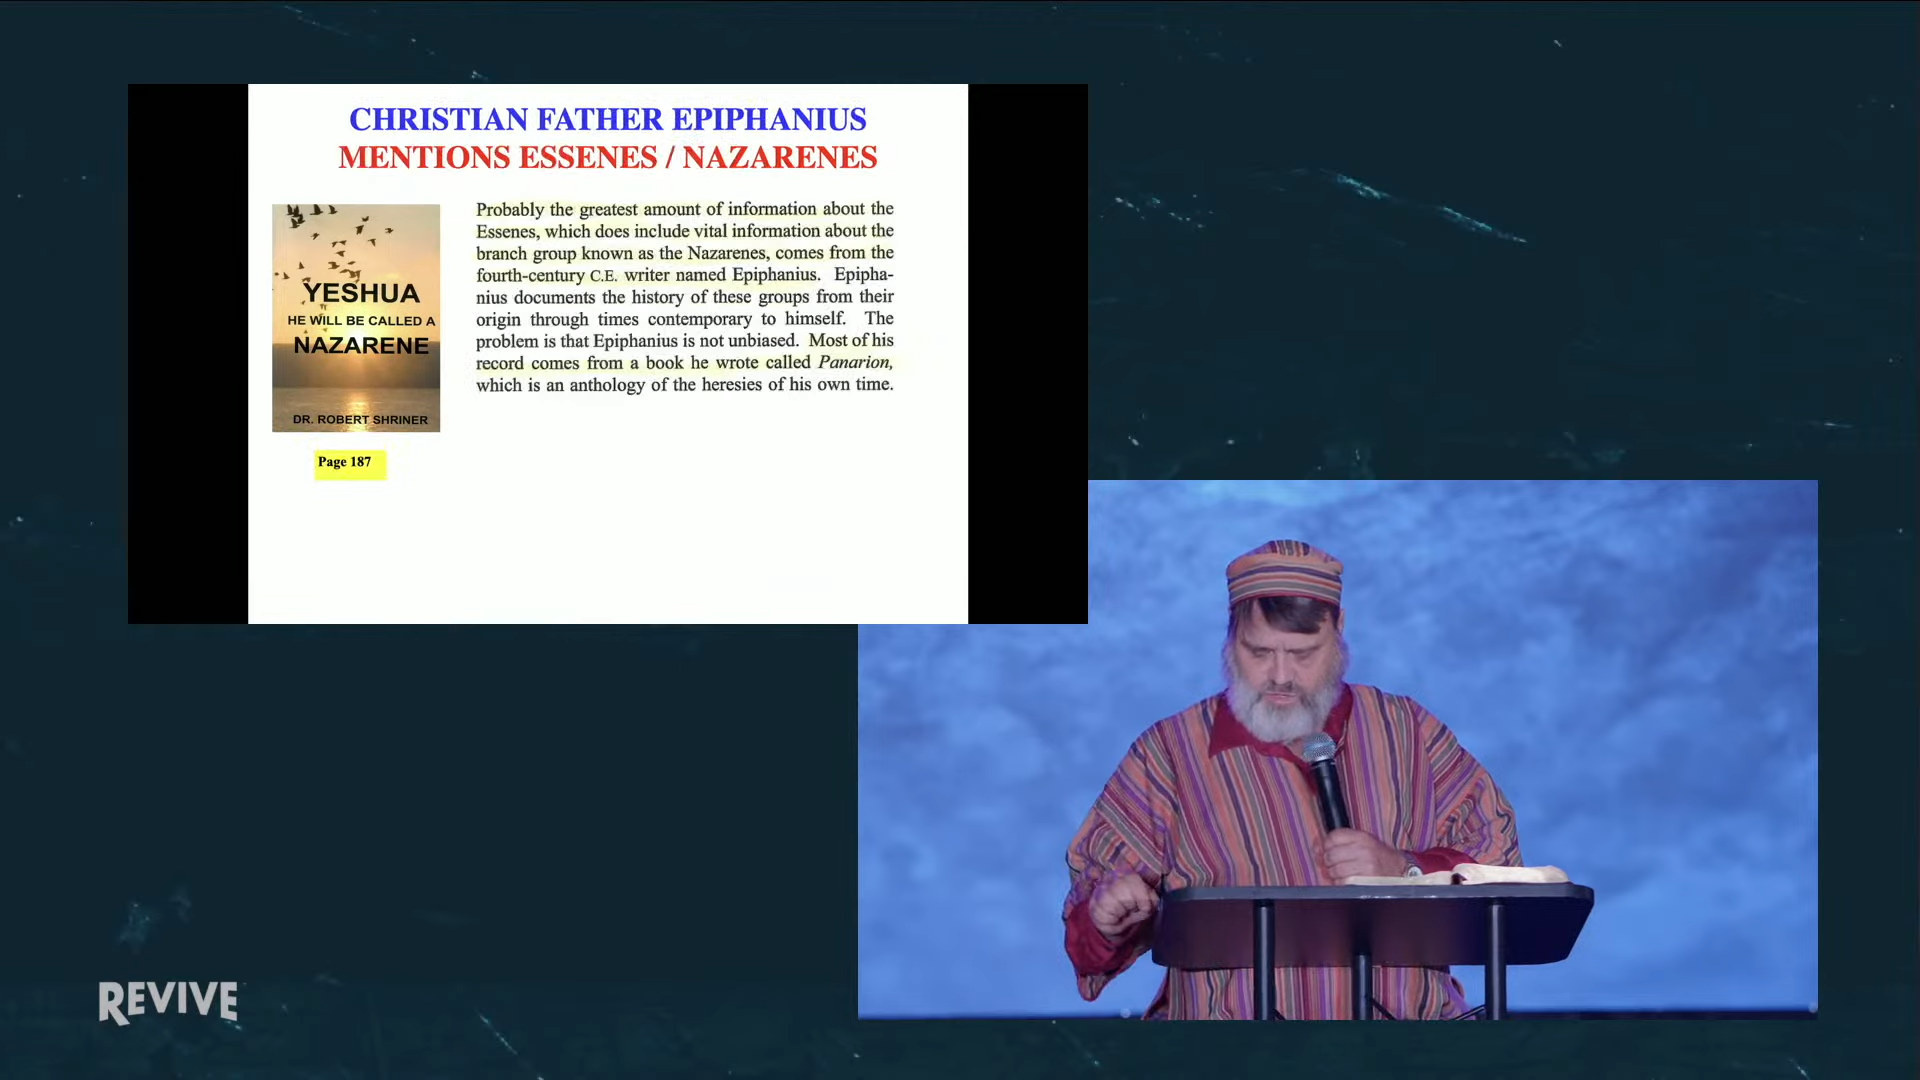 CHRISTIAN FATHER EPIPHANIUS
MENTIONS ESSENES / NAZARENES
YESHUA
HE WILL BE CALLED A
NAZARENE
DR. ROBERT SHRINER
Page 187
Probably the greatest amount of information about the
Essenes, which does include vital information about the
branch group known as the Nazarenes, comes from the
fourth-century C.E. writer named Epiphanius. Epipha-
nius documents the history of these groups from their
origin through times contemporary to himself. The
problem is that Epiphanius is not unbiased. Most of his
record comes from a book he wrote called Panarion,
which is an anthology of the heresies of his own time.
REVIVE